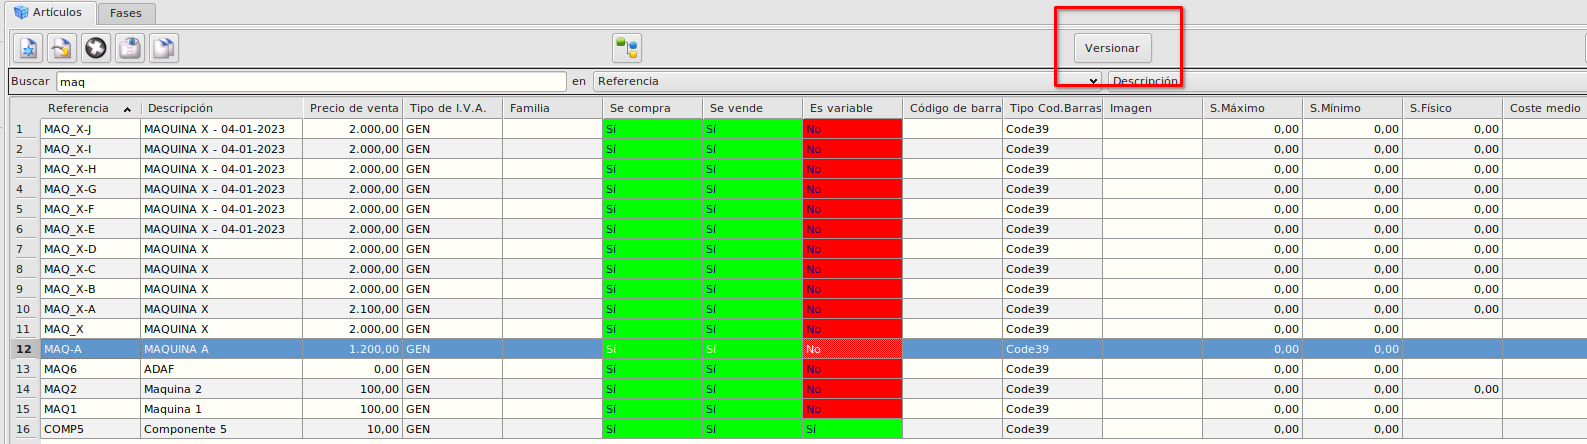 Artículos Fases
Versionar
Buscar maq en Referencia Descripción
Referencia Descripción Precio de venta Tipo de I.V.A. Familia Se compra Se vende Es variable Código de barra Tipo Cod.Barras Imagen S.Máximo S.Mínimo S.Físico Coste medio
1 MAQ_X-J MAQUINA X - 04-01-2023 2.000,00 GEN Sí Sí No Code39 0,00 0,00 0,00
2 MAQ_X-I MAQUINA X - 04-01-2023 2.000,00 GEN Sí Sí No Code39 0,00 0,00 0,00
3 MAQ_X-H MAQUINA X - 04-01-2023 2.000,00 GEN Sí Sí No Code39 0,00 0,00 0,00
4 MAQ_X-G MAQUINA X - 04-01-2023 2.000,00 GEN Sí Sí No Code39 0,00 0,00 0,00
5 MAQ_X-F MAQUINA X - 04-01-2023 2.000,00 GEN Sí Sí No Code39 0,00 0,00 0,00
6 MAQ_X-E MAQUINA X - 04-01-2023 2.000,00 GEN Sí Sí No Code39 0,00 0,00 0,00
7 MAQ_X-D MAQUINA X 2.000,00 GEN Sí Sí No Code39 0,00 0,00 0,00
8 MAQ_X-C MAQUINA X 2.000,00 GEN Sí Sí No Code39 0,00 0,00 0,00
9 MAQ_X-B MAQUINA X 2.000,00 GEN Sí Sí No Code39 0,00 0,00 0,00
10 MAQ_X-A MAQUINA X 2.100,00 GEN Sí Sí No Code39 0,00 0,00 0,00
11 MAQ_X MAQUINA X 2.000,00 GEN Sí Sí No Code39 0,00 0,00
12 MAQ-A MAQUINA A 1.200,00 GEN Sí Sí No Code39 0,00 0,00
13 MAQ6 ADAF 0,00 GEN Sí Sí No Code39 0,00 0,00
14 MAQ2 Maquina 2 100,00 GEN Sí Sí No Code39 0,00 0,00 0,00
15 MAQ1 Maquina 1 100,00 GEN Sí Sí No Code39 0,00 0,00
16 COMP5 Componente 5 10,00 GEN Sí Sí Sí Code39 0,00 0,00